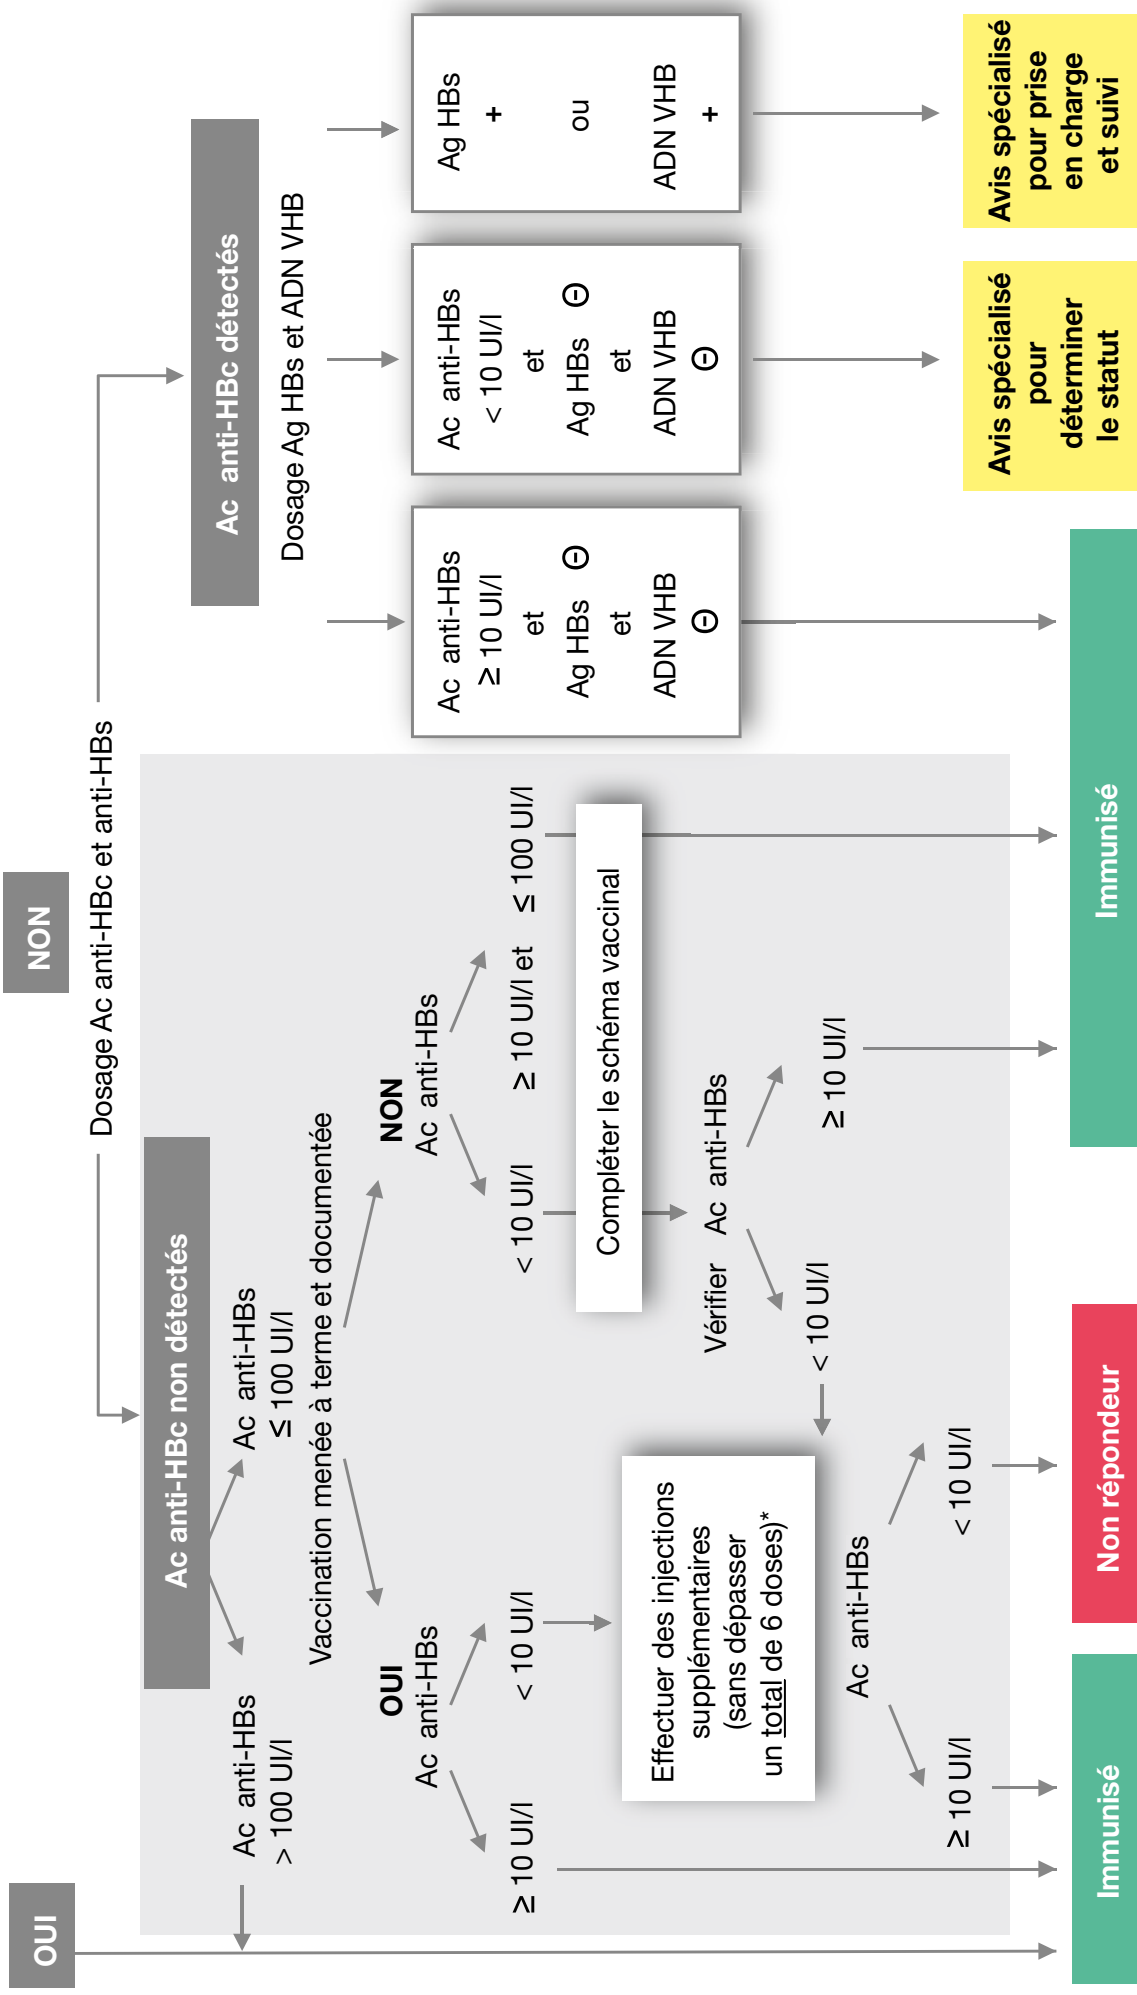 OUI
NON
Dosage Ac anti-HBc et anti-HBs
Ac anti-HBc non détectés
Ac anti-HBc détectés
Dosage Ag HBs et ADN VHB
Ac anti-HBs
> 100 UI/l
Ac anti-HBs
≤ 100 UI/l
Vaccination menée à terme et documentée
OUI
Ac anti-HBs
NON
Ac anti-HBs
≥ 10 UI/l
< 10 UI/l
< 10 UI/l
≥ 10 UI/l et ≤ 100 UI/l
Compléter le schéma vaccinal
Effectuer des injections
supplémentaires
(sans dépasser
un total de 6 doses)*
Vérifier Ac anti-HBs
< 10 UI/l
≥ 10 UI/l
Ac anti-HBs
≥ 10 UI/l
< 10 UI/l
Ac anti-HBs
≥ 10 UI/l
et
Ag HBs ⊖
et
ADN VHB
⊖
Ac anti-HBs
< 10 UI/l
et
Ag HBs ⊖
et
ADN VHB
⊖
Ag HBs
+
ou
ADN VHB
+
Immunisé
Non répondeur
Immunisé
Avis spécialisé
pour
déterminer
le statut
Avis spécialisé
pour prise
en charge
et suivi